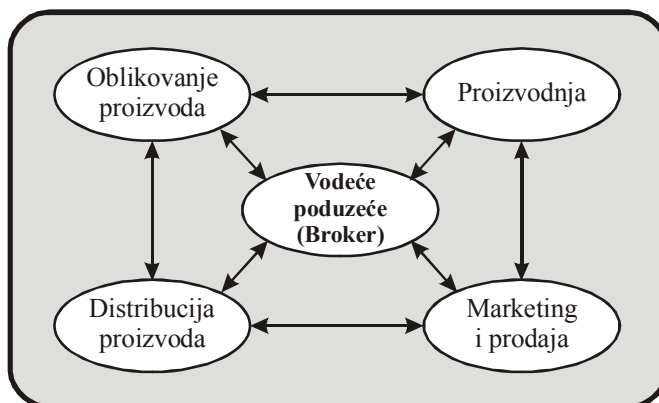 Oblikovanje
proizvoda
Proizvodnja
Vodeće
poduzeće
(Broker)
Distribucija
proizvoda
Marketing
i prodaja